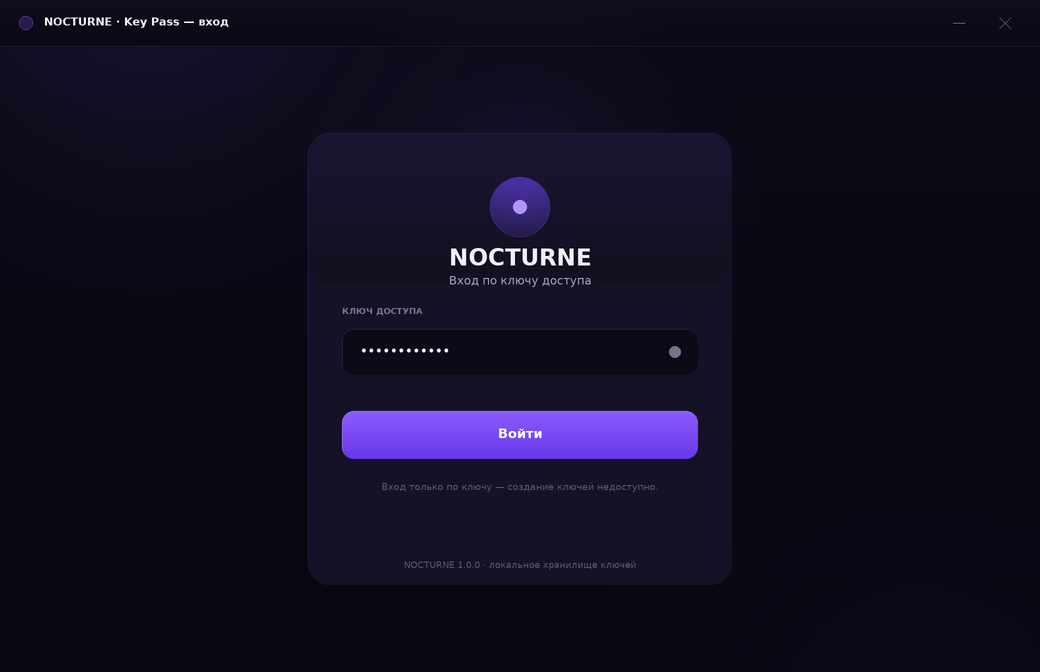 NOCTURNE · Key Pass — вход
NOCTURNE
Вход по ключу доступа
КЛЮЧ ДОСТУПА
••••••••••••
Войти
Вход только по ключу — создание ключей недоступно.
NOCTURNE 1.0.0 · локальное хранилище ключей